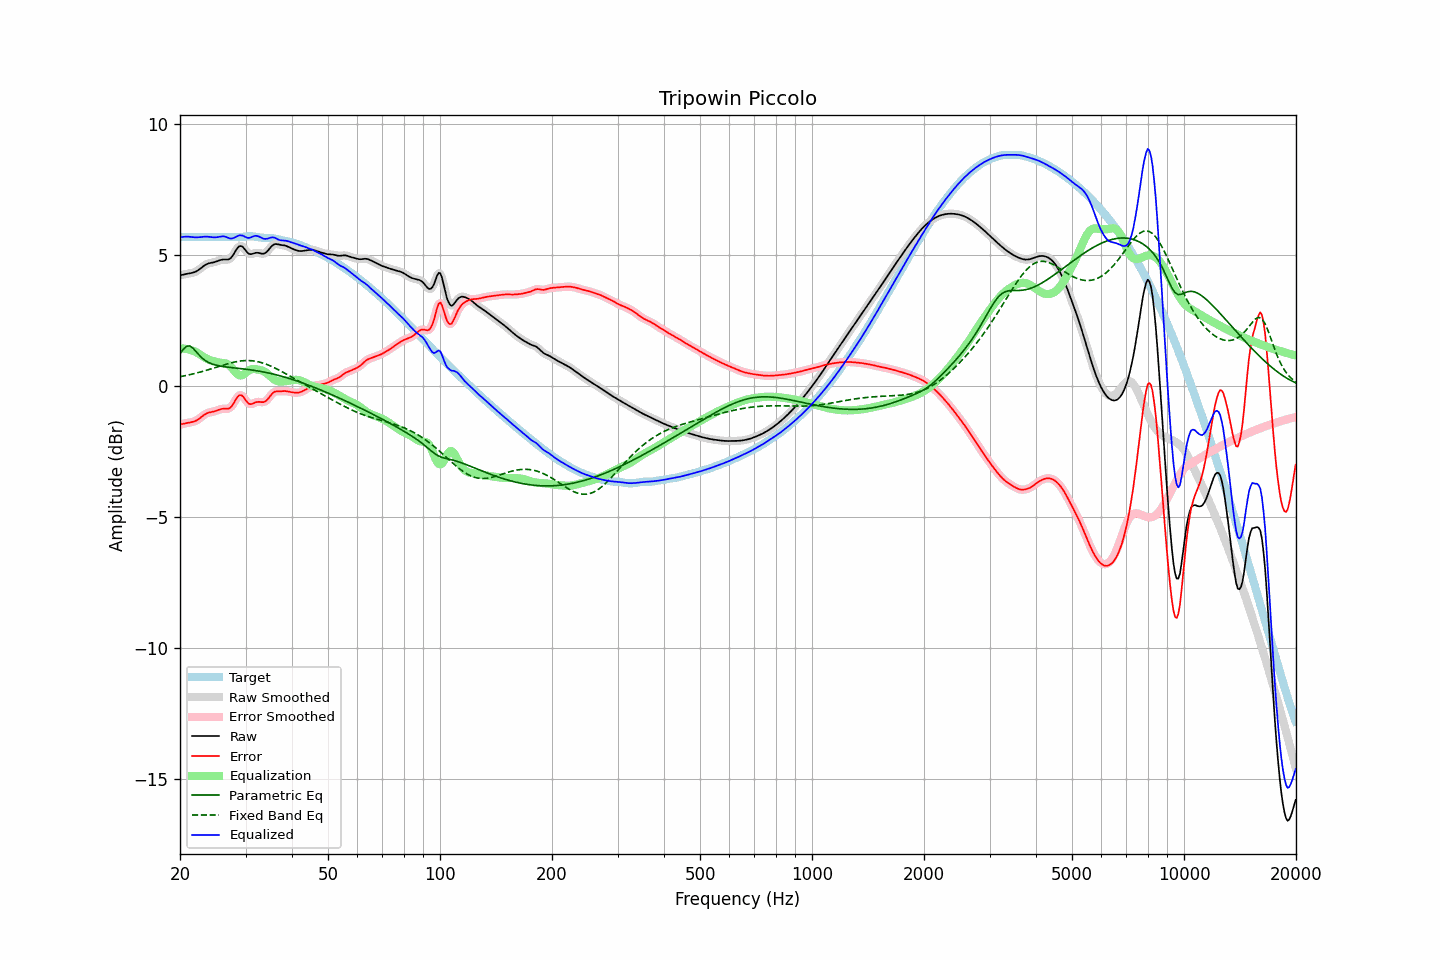 Tripowin Piccolo
Amplitude (dBr)
10
5
0
−5
−10
−15
Target
Raw Smoothed
Error Smoothed
Raw
Error
Equalization
Parametric Eq
Fixed Band Eq
Equalized
20 50 100 200 500 1000 2000 5000 10000 20000
Frequency (Hz)